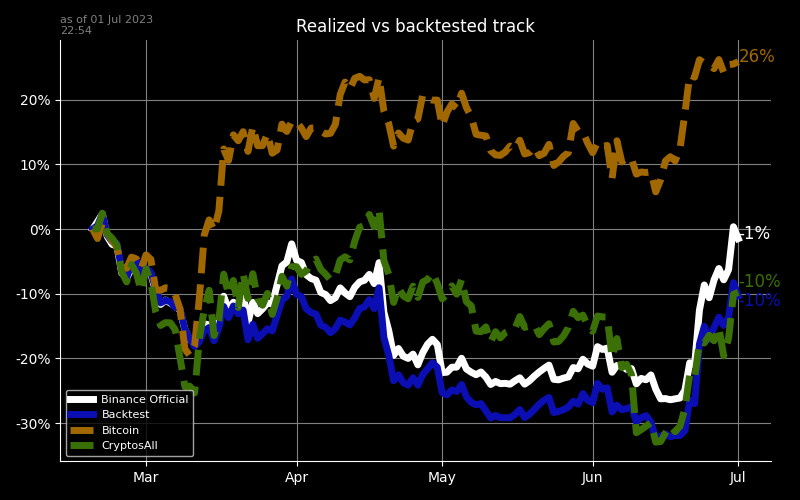 as of 01 Jul 2023
22:54
Realized vs backtested track
26%
20%
10%
0%
-1%
-10%
-10%
-10%
-20%
-30%
Binance Official
Backtest
Bitcoin
CryptosAll
Mar
Apr
May
Jun
Jul